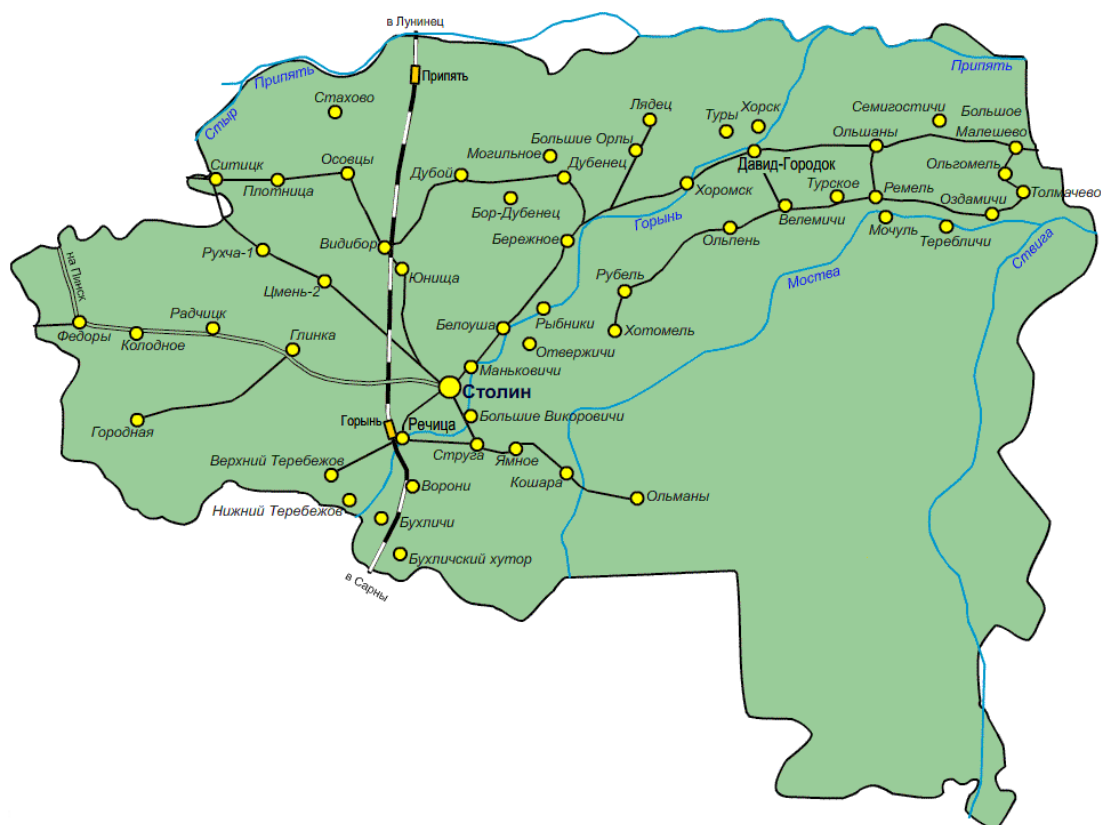 в Лунинец
Припять
Припять
Припять
Стыр
Стахово
Лядец
Туры
Хорск
Семигостичи
Большое
Малешево
Большие Орлы
Ольшаны
Могильное
Дубенец
Давид-Городок
Ольгомель
Ситицк
Осовцы
Дубой
Плотница
Хоромск
Турское
Ремель
Толмачево
Оздамичи
Бор-Дубенец
Горынь
Велемичи
Мочуль
Теребличи
Ольпень
Бережное
Видибор
Рухча-1
на Пинск
Юнища
Цмень-2
Рубель
Моства
Ствига
Радчицк
Глинка
Белоуша
Рыбники
Хотомель
Федоры
Колодное
Отвержичи
Маньковичи
Столин
Большие Викоровичи
Горынь
Речица
Городная
Струга
Ямное
Верхний Теребежов
Кошара
Ворони
Ольманы
Нижний Теребежов
Бухличи
Бухличский хутор
в Сарны